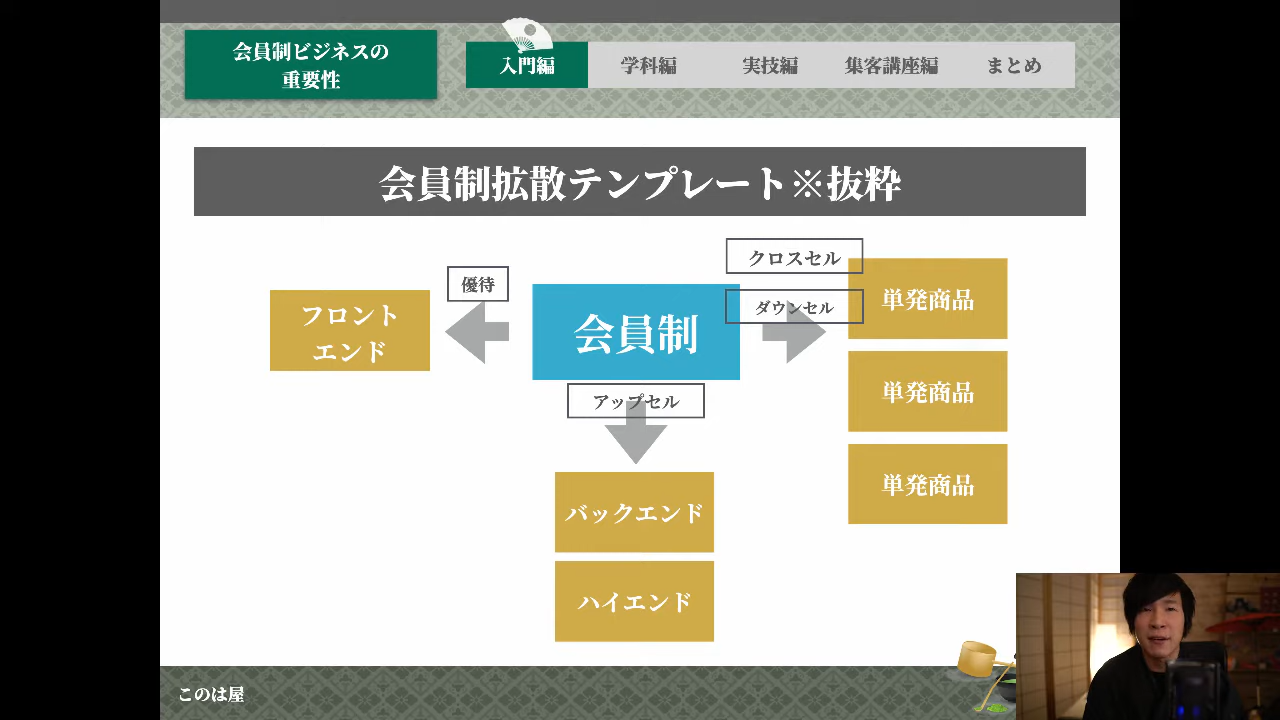 会員制ビジネスの
重要性
入門編
学科編
実技編
集客講座編
まとめ
会員制拡散テンプレート※抜粋
クロスセル
優待
ダウンセル
単発商品
フロント
エンド
会員制
単発商品
アップセル
単発商品
バックエンド
ハイエンド
このは屋